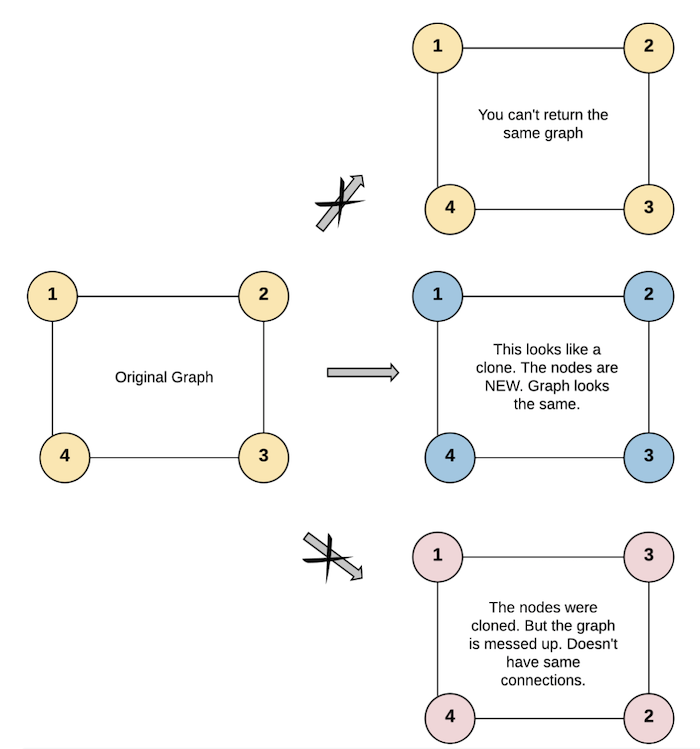 1 2
You can't return the
same graph
4 3
1 2
Original Graph
4 3
1 2
This looks like a
clone. The nodes are
NEW. Graph looks
the same.
4 3
1 3
The nodes were
cloned. But the graph
is messed up. Doesn't
have same
connections.
4 2